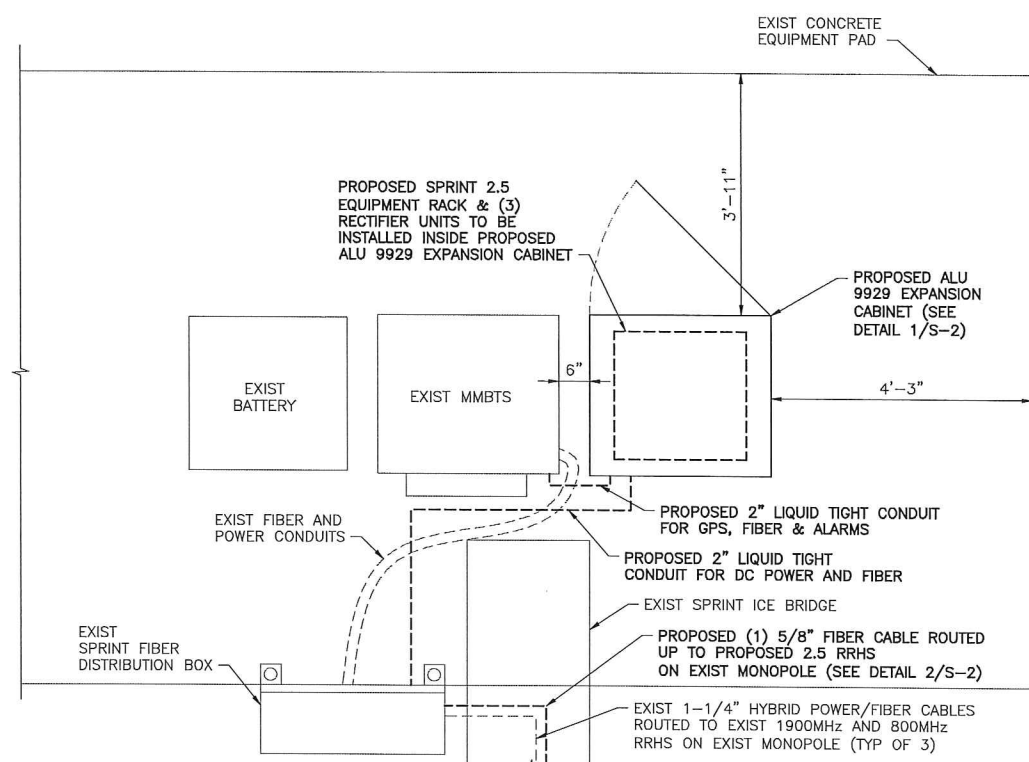 EXIST CONCRETE
EQUIPMENT PAD
3'-11"
PROPOSED SPRINT 2.5
EQUIPMENT RACK & (3)
RECTIFIER UNITS TO BE
INSTALLED INSIDE PROPOSED
ALU 9929 EXPANSION CABINET
PROPOSED ALU
9929 EXPANSION
CABINET (SEE
DETAIL 1/S-2)
6"
4'-3"
EXIST
BATTERY
EXIST MMBTS
PROPOSED 2" LIQUID TIGHT CONDUIT
FOR GPS, FIBER & ALARMS
EXIST FIBER AND
POWER CONDUITS
PROPOSED 2" LIQUID TIGHT
CONDUIT FOR DC POWER AND FIBER
EXIST SPRINT ICE BRIDGE
EXIST
SPRINT FIBER
DISTRIBUTION BOX
PROPOSED (1) 5/8" FIBER CABLE ROUTED
UP TO PROPOSED 2.5 RRHS
ON EXIST MONOPOLE (SEE DETAIL 2/S-2)
EXIST 1-1/4" HYBRID POWER/FIBER CABLES
ROUTED TO EXIST 1900MHz AND 800MHz
RRHS ON EXIST MONOPOLE (TYP OF 3)